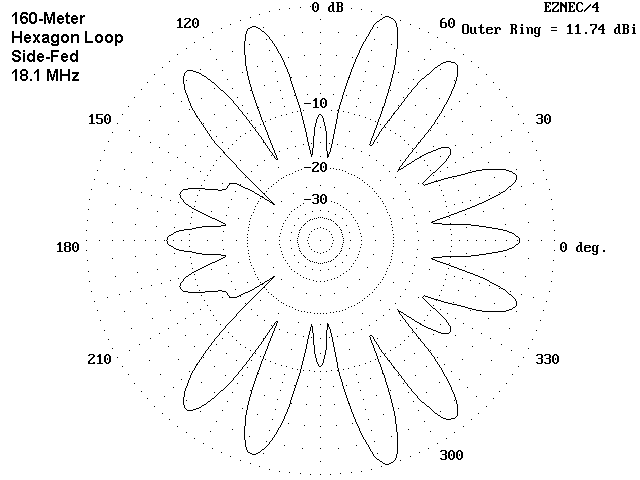 160-Meter
Hexagon Loop
Side-Fed
18.1 MHz
0 dB
EZNEC/4
Outer Ring = 11.74 dBi
120
60
-10
150
30
-20
-30
180
0 deg.
210
330
300